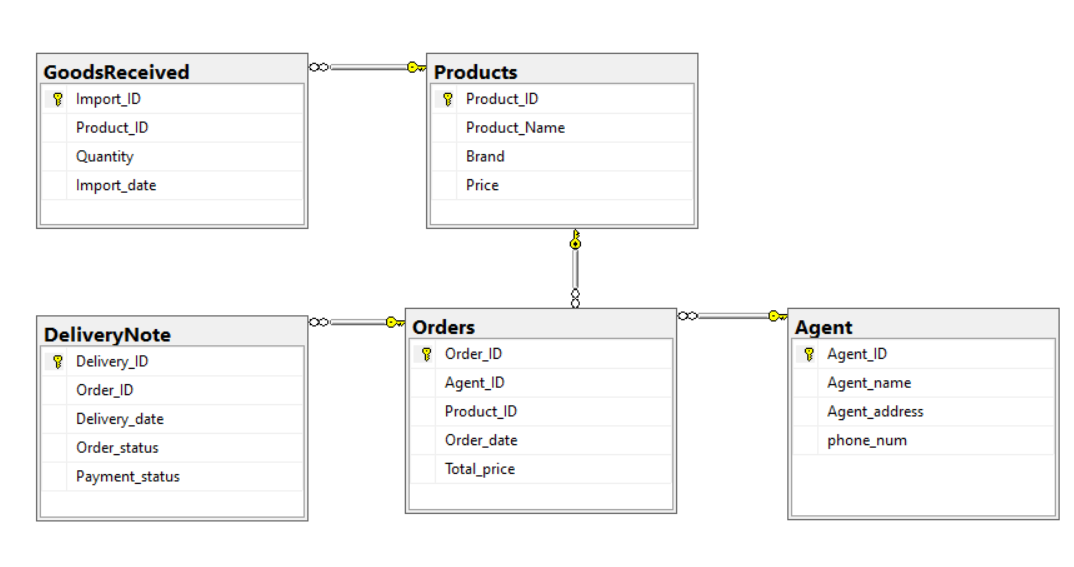 GoodsReceived
Import_ID
Product_ID
Quantity
Import_date
Products
Product_ID
Product_Name
Brand
Price
DeliveryNote
Delivery_ID
Order_ID
Delivery_date
Order_status
Payment_status
Orders
Order_ID
Agent_ID
Product_ID
Order_date
Total_price
Agent
Agent_ID
Agent_name
Agent_address
phone_num